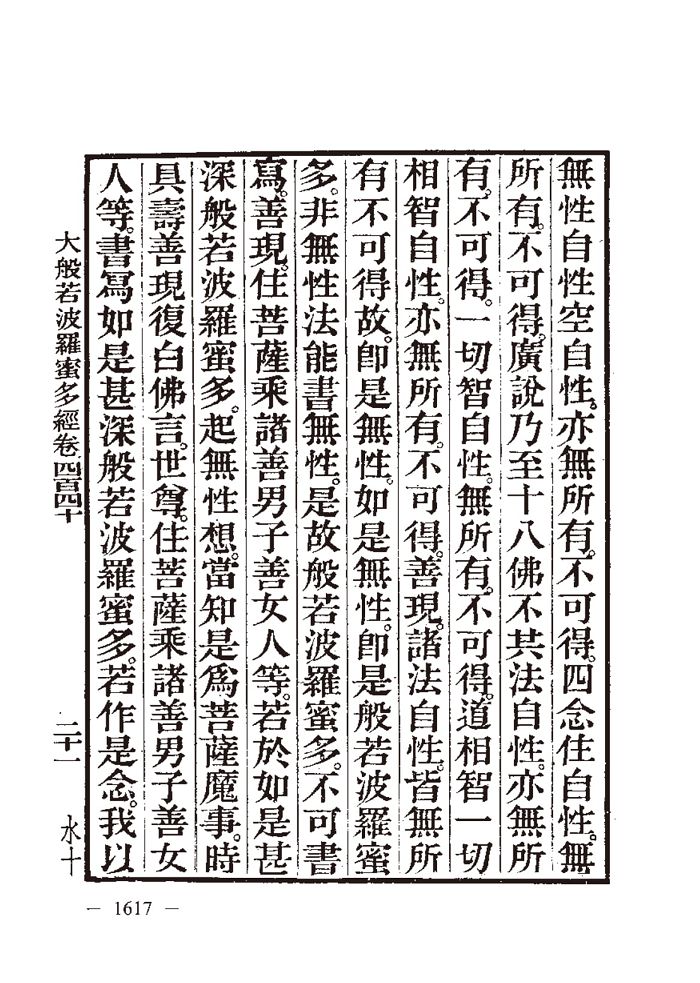 無性自性空自性。亦無所有。不可得。四念住自性。無
所有。不可得。廣說乃至十八佛不共法自性。亦無所
有。不可得。一切智自性。無所有。不可得。道相智一切
相智自性。亦無所有。不可得。善現。諸法自性。皆無所
有不可得故。卽是無性。如是無性。卽是般若波羅蜜
多。非無性法能書無性。是故般若波羅蜜多。不可書
寫。善現。住菩薩乘諸善男子善女人等。若於如是甚
深般若波羅蜜多。起無性想。當知是爲菩薩魔事。時
具壽善現復白佛言。世尊。住菩薩乘諸善男子善女
人等。書寫如是甚深般若波羅蜜多。若作是念。我以
大般若波羅蜜多經卷四百四十
二十一
水十
— 1617 —